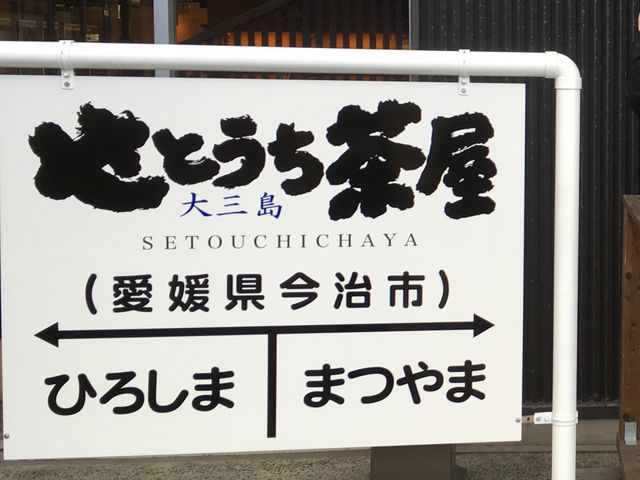 せとうち茶屋
大三島
SETOUCHICHAYA
(愛媛県今治市)
ひろしま
まつやま